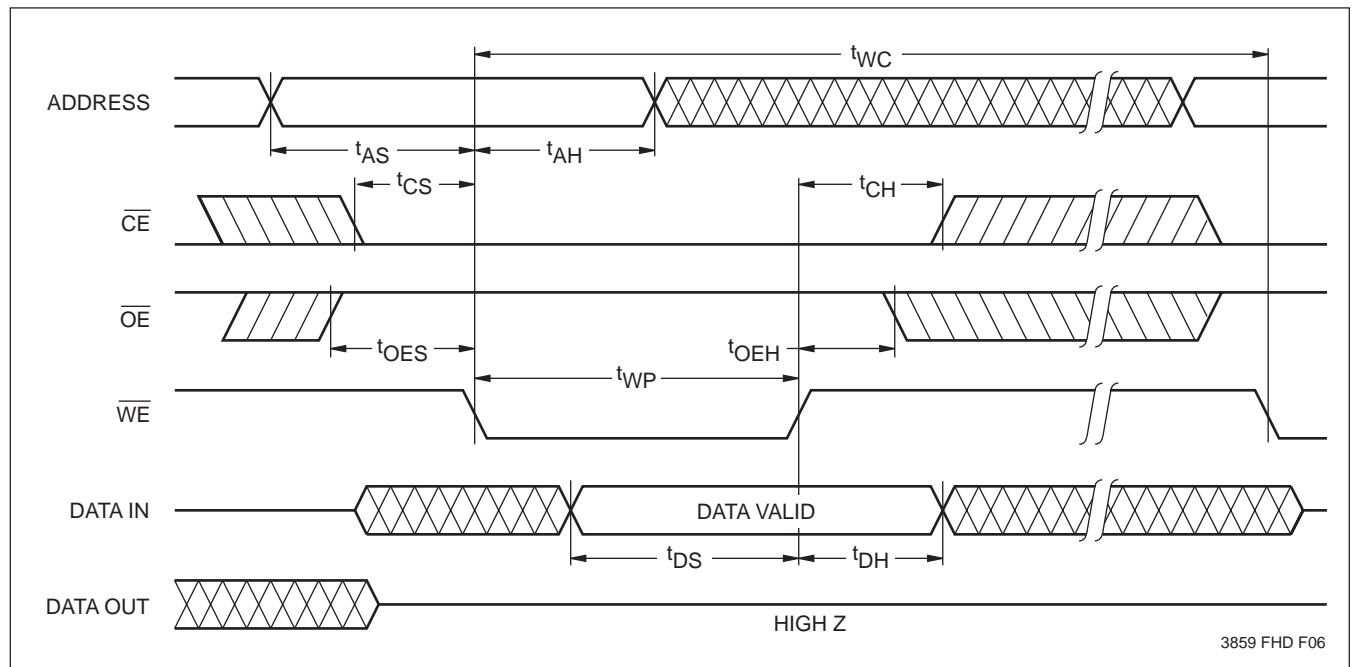 tWC
ADDRESS
tAS
tAH
tCS
tCH
CE
OE
tOES
tOEH
tWP
WE
DATA IN
DATA VALID
tDS
tDH
DATA OUT
HIGH Z
3859 FHD F06